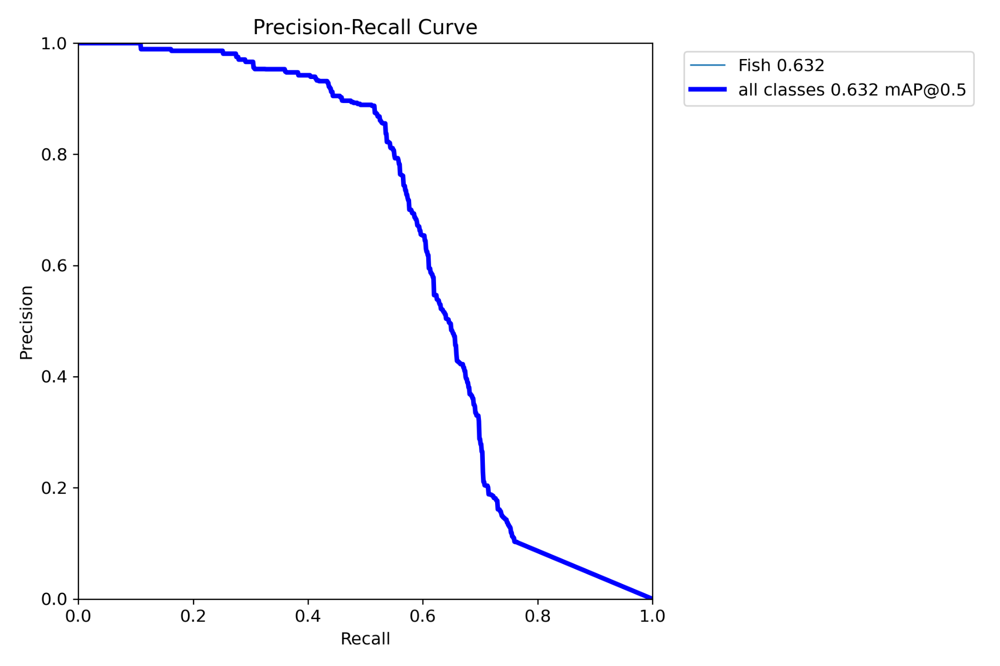 Precision-Recall Curve
1.0
0.8
0.6
0.4
0.2
0.0
Precision
0.0 0.2 0.4 0.6 0.8 1.0
Recall
Fish 0.632
all classes 0.632 mAP@0.5